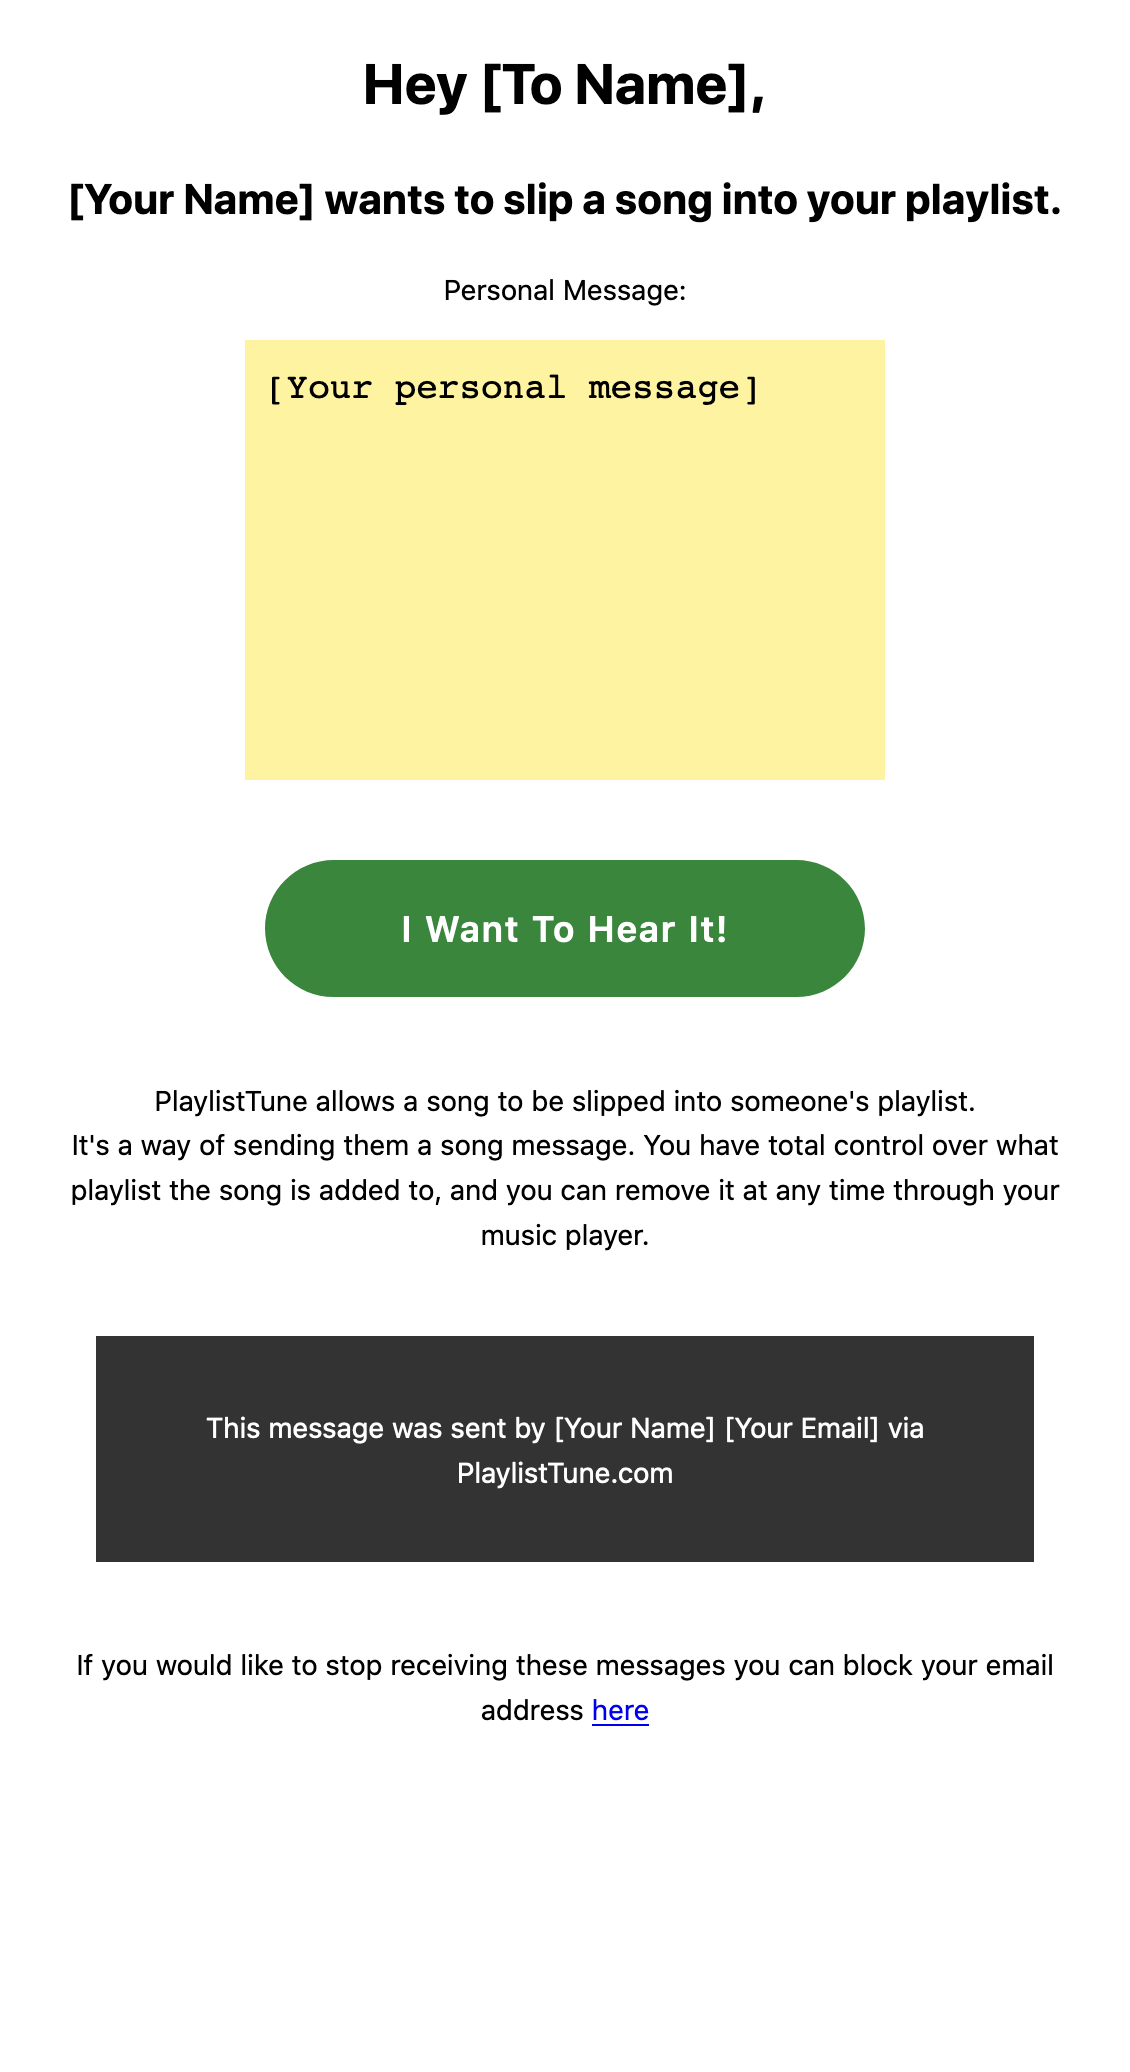 Hey [To Name],
[Your Name] wants to slip a song into your playlist.
Personal Message:
[Your personal message]
I Want To Hear It!
PlaylistTune allows a song to be slipped into someone's playlist.
It's a way of sending them a song message. You have total control over what
playlist the song is added to, and you can remove it at any time through your
music player.
This message was sent by [Your Name] [Your Email] via
PlaylistTune.com
If you would like to stop receiving these messages you can block your email
address here